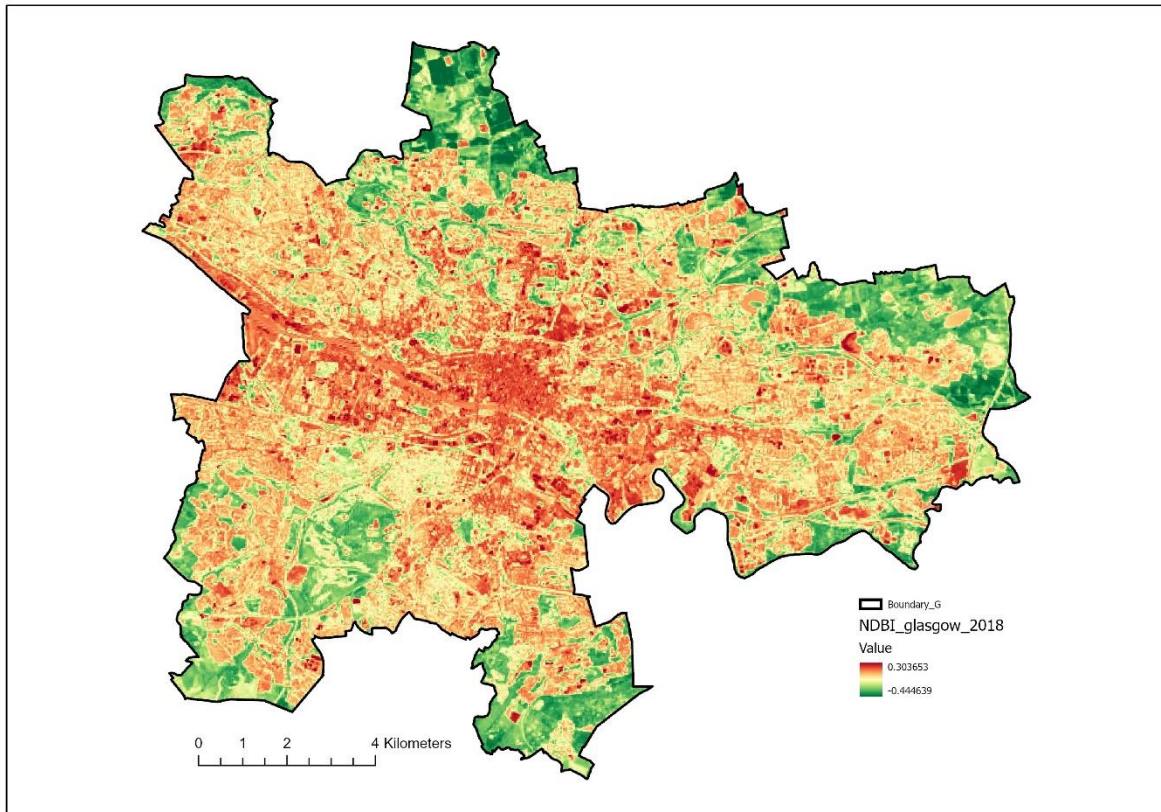 Boundary_G
NDBI_glasgow_2018
Value
0.303653
-0.444639
0 1 2 4 Kilometers